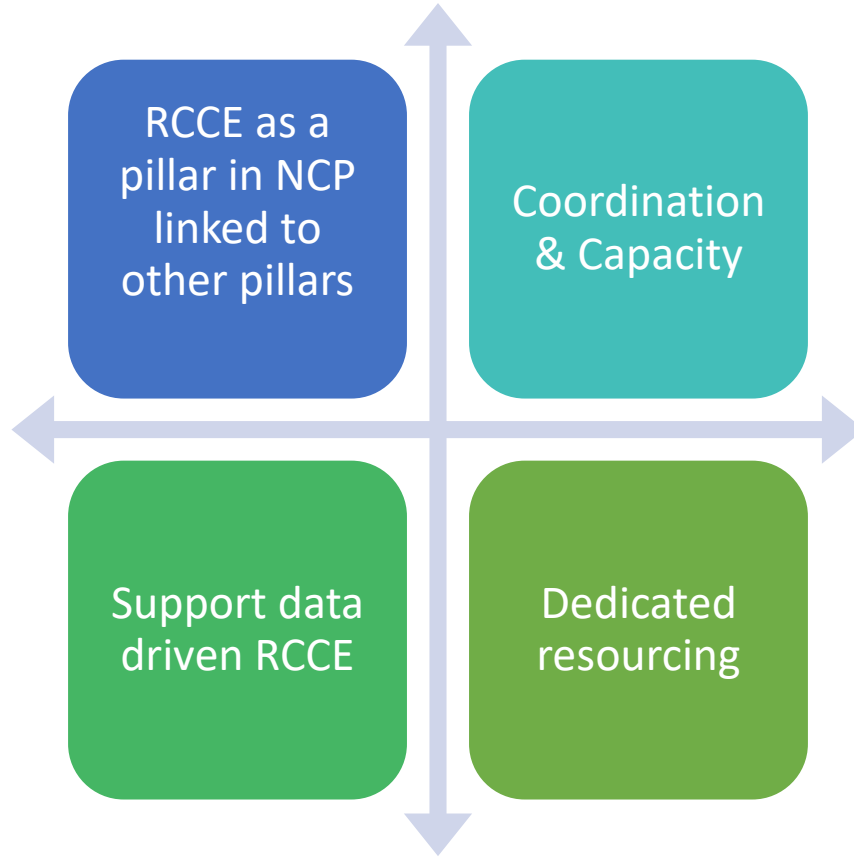 RCCE as a
pillar in NCP
linked to
other pillars
Coordination
& Capacity
Support data
driven RCCE
Dedicated
resourcing